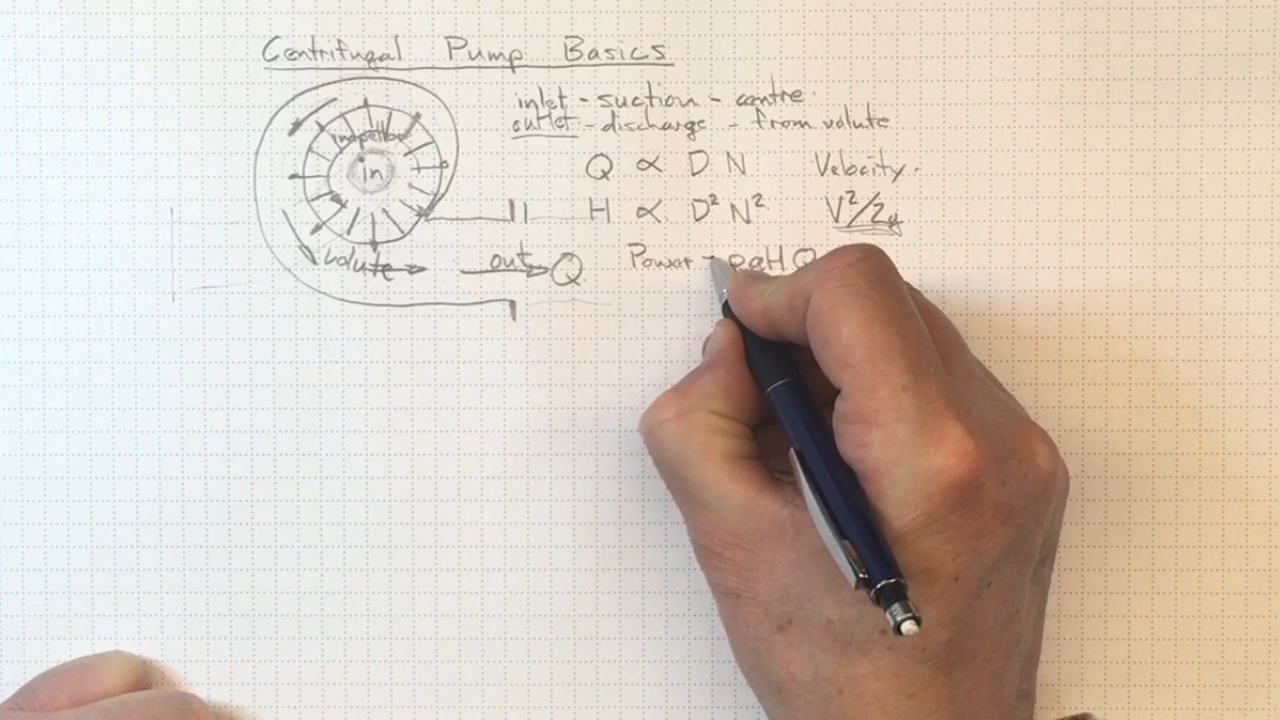 Centrifugal Pump Basics
inlet - suction - centre.
outlet - discharge - from volute
impeller
in
Q ∝ D N Velocity.
H ∝ D² N² V²/2g
volute
out Q
Power = ρgHQ